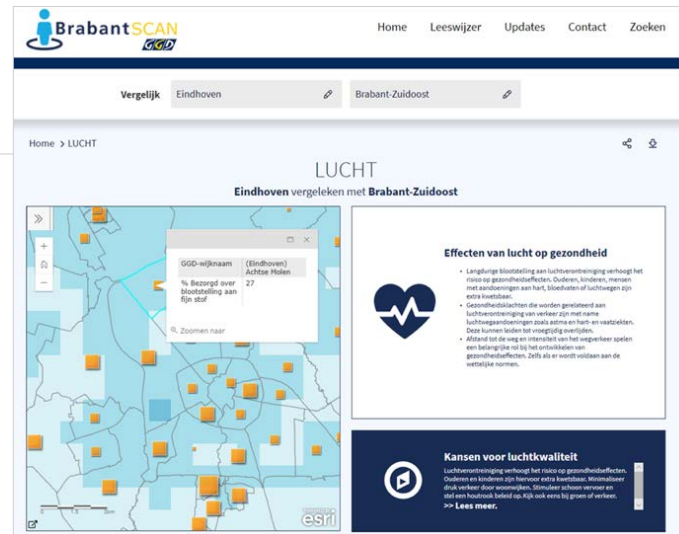 BrabantSCAN
GGD
Home Leeswijzer Updates Contact Zoeken
Vergelijk Eindhoven Brabant-Zuidoost
Home > LUCHT
LUCHT
Eindhoven vergeleken met Brabant-Zuidoost
GGD-wijknaam (Eindhoven)
Achtse Molen
% Bezorgd over 27
blootstelling aan
fijn stof
Zoomen naar
esri
Effecten van lucht op gezondheid
• Langdurige blootstelling aan luchtverontreiniging verhoogt het
risico op gezondheidseffecten. Ouderen, kinderen, mensen
met aandoeningen aan hart, bloedvaten of luchtwegen zijn
extra kwetsbaar.
• Gezondheidsklachten die worden gerelateerd aan
luchtverontreiniging van verkeer zijn met name
luchtwegaandoeningen zoals astma en hart- en vaatziekten.
Deze kunnen leiden tot vroegtijdig overlijden.
• Afstand tot de weg en intensiteit van het wegverkeer spelen
een belangrijke rol bij het ontwikkelen van
gezondheidseffecten. Zelfs als er wordt voldaan aan de
wettelijke normen.
Kansen voor luchtkwaliteit
Luchtverontreiniging verhoogt het risico op gezondheidseffecten.
Ouderen en kinderen zijn hiervoor extra kwetsbaar. Minimaliseer
druk verkeer door woonwijken. Stimuleer schoon vervoer en
stel een houtrook beleid op. Kijk ook eens bij groen of verkeer.
>> Lees meer.